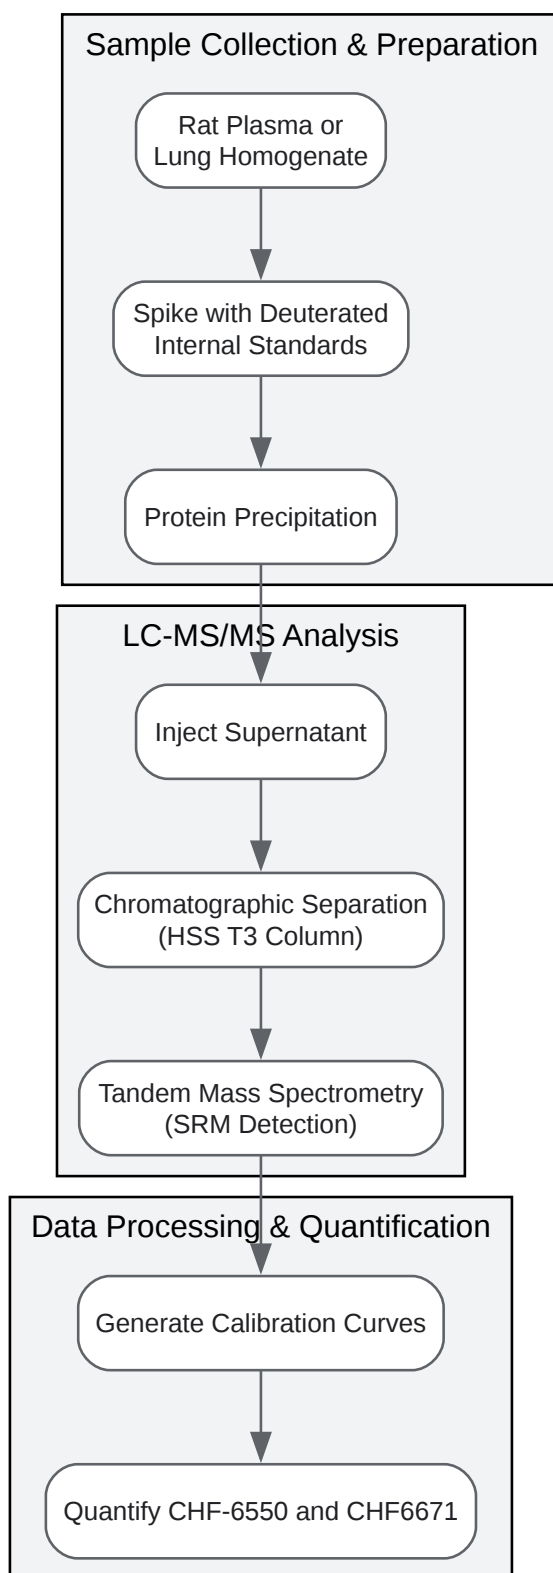 Sample Collection & Preparation
Rat Plasma or
Lung Homogenate
Spike with Deuterated
Internal Standards
Protein Precipitation
LC-MS/MS Analysis
Inject Supernatant
Chromatographic Separation
(HSS T3 Column)
Tandem Mass Spectrometry
(SRM Detection)
Data Processing & Quantification
Generate Calibration Curves
Quantify CHF-6550 and CHF6671